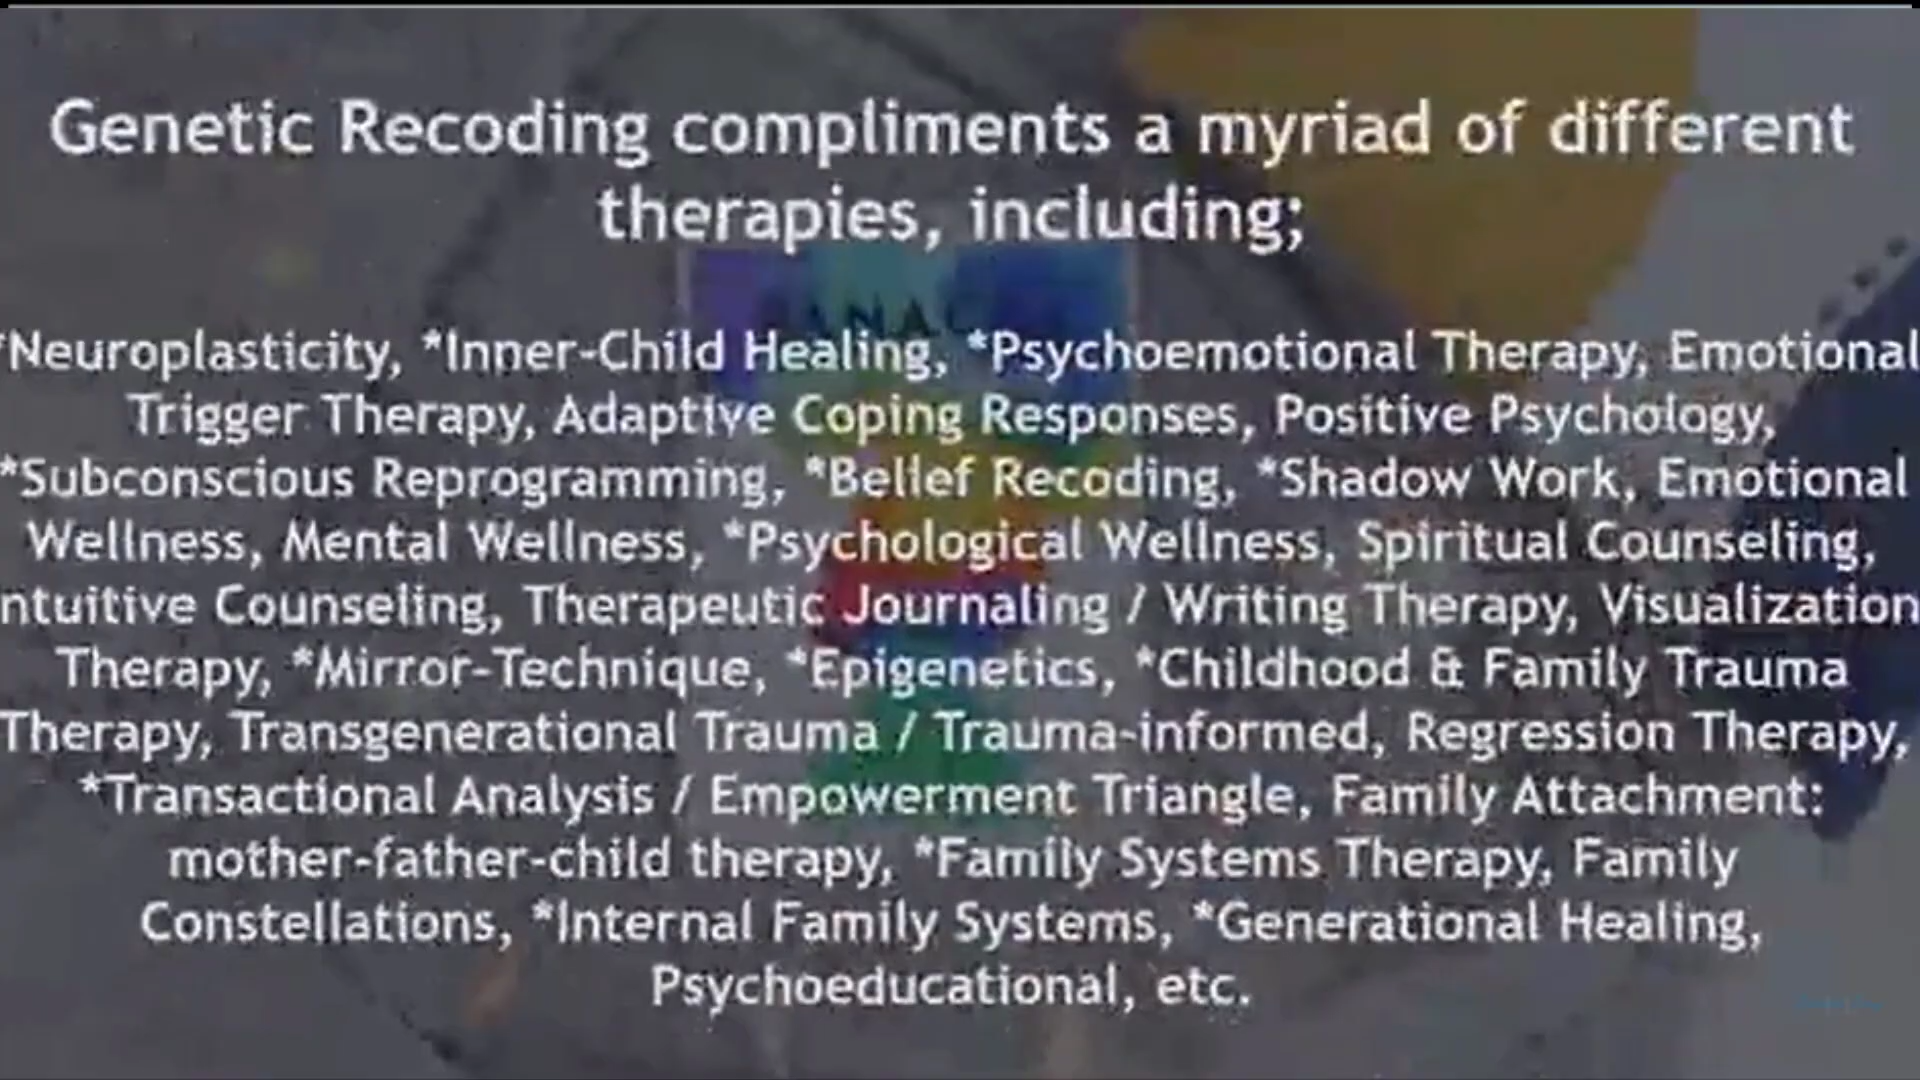 Genetic Recoding compliments a myriad of different
therapies, including;
*Neuroplasticity, *Inner-Child Healing, *Psychoemotional Therapy, Emotional
Trigger Therapy, Adaptive Coping Responses, Positive Psychology,
*Subconscious Reprogramming, *Belief Recoding, *Shadow Work, Emotional
Wellness, Mental Wellness, *Psychological Wellness, Spiritual Counseling,
ntuitive Counseling, Therapeutic Journaling / Writing Therapy, Visualization
Therapy, *Mirror-Technique, *Epigenetics, *Childhood & Family Trauma
Therapy, Transgenerational Trauma / Trauma-informed, Regression Therapy,
*Transactional Analysis / Empowerment Triangle, Family Attachment:
mother-father-child therapy, *Family Systems Therapy, Family
Constellations, *Internal Family Systems, *Generational Healing,
Psychoeducational, etc.